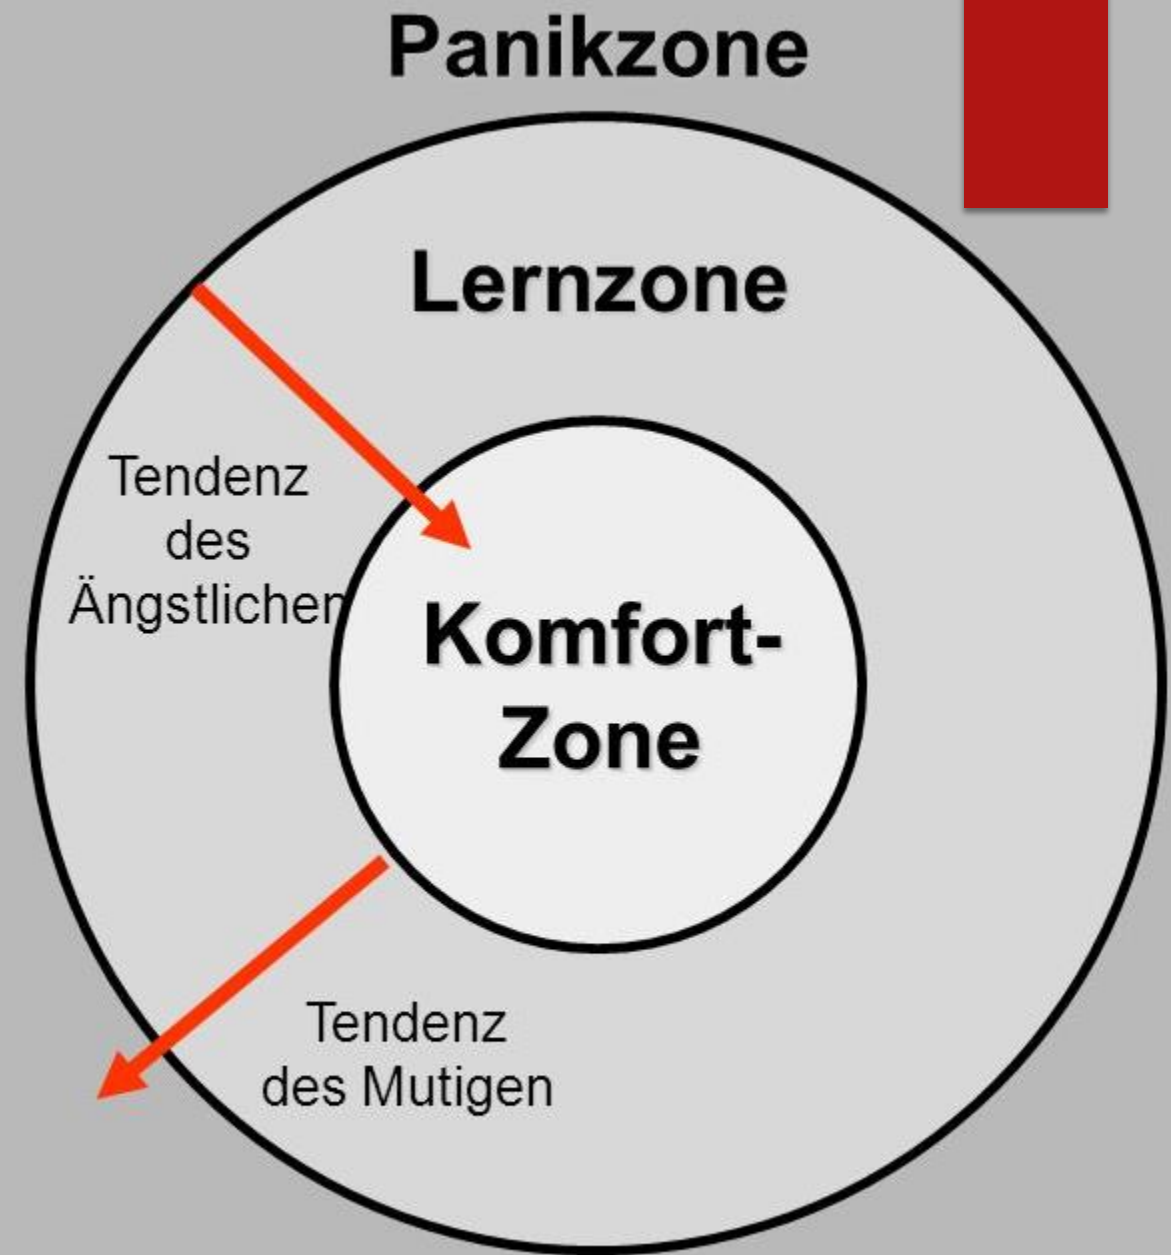 Panikzone
Lernzone
Tendenz
des
Ängstlichen
Komfort-
Zone
Tendenz
des Mutigen